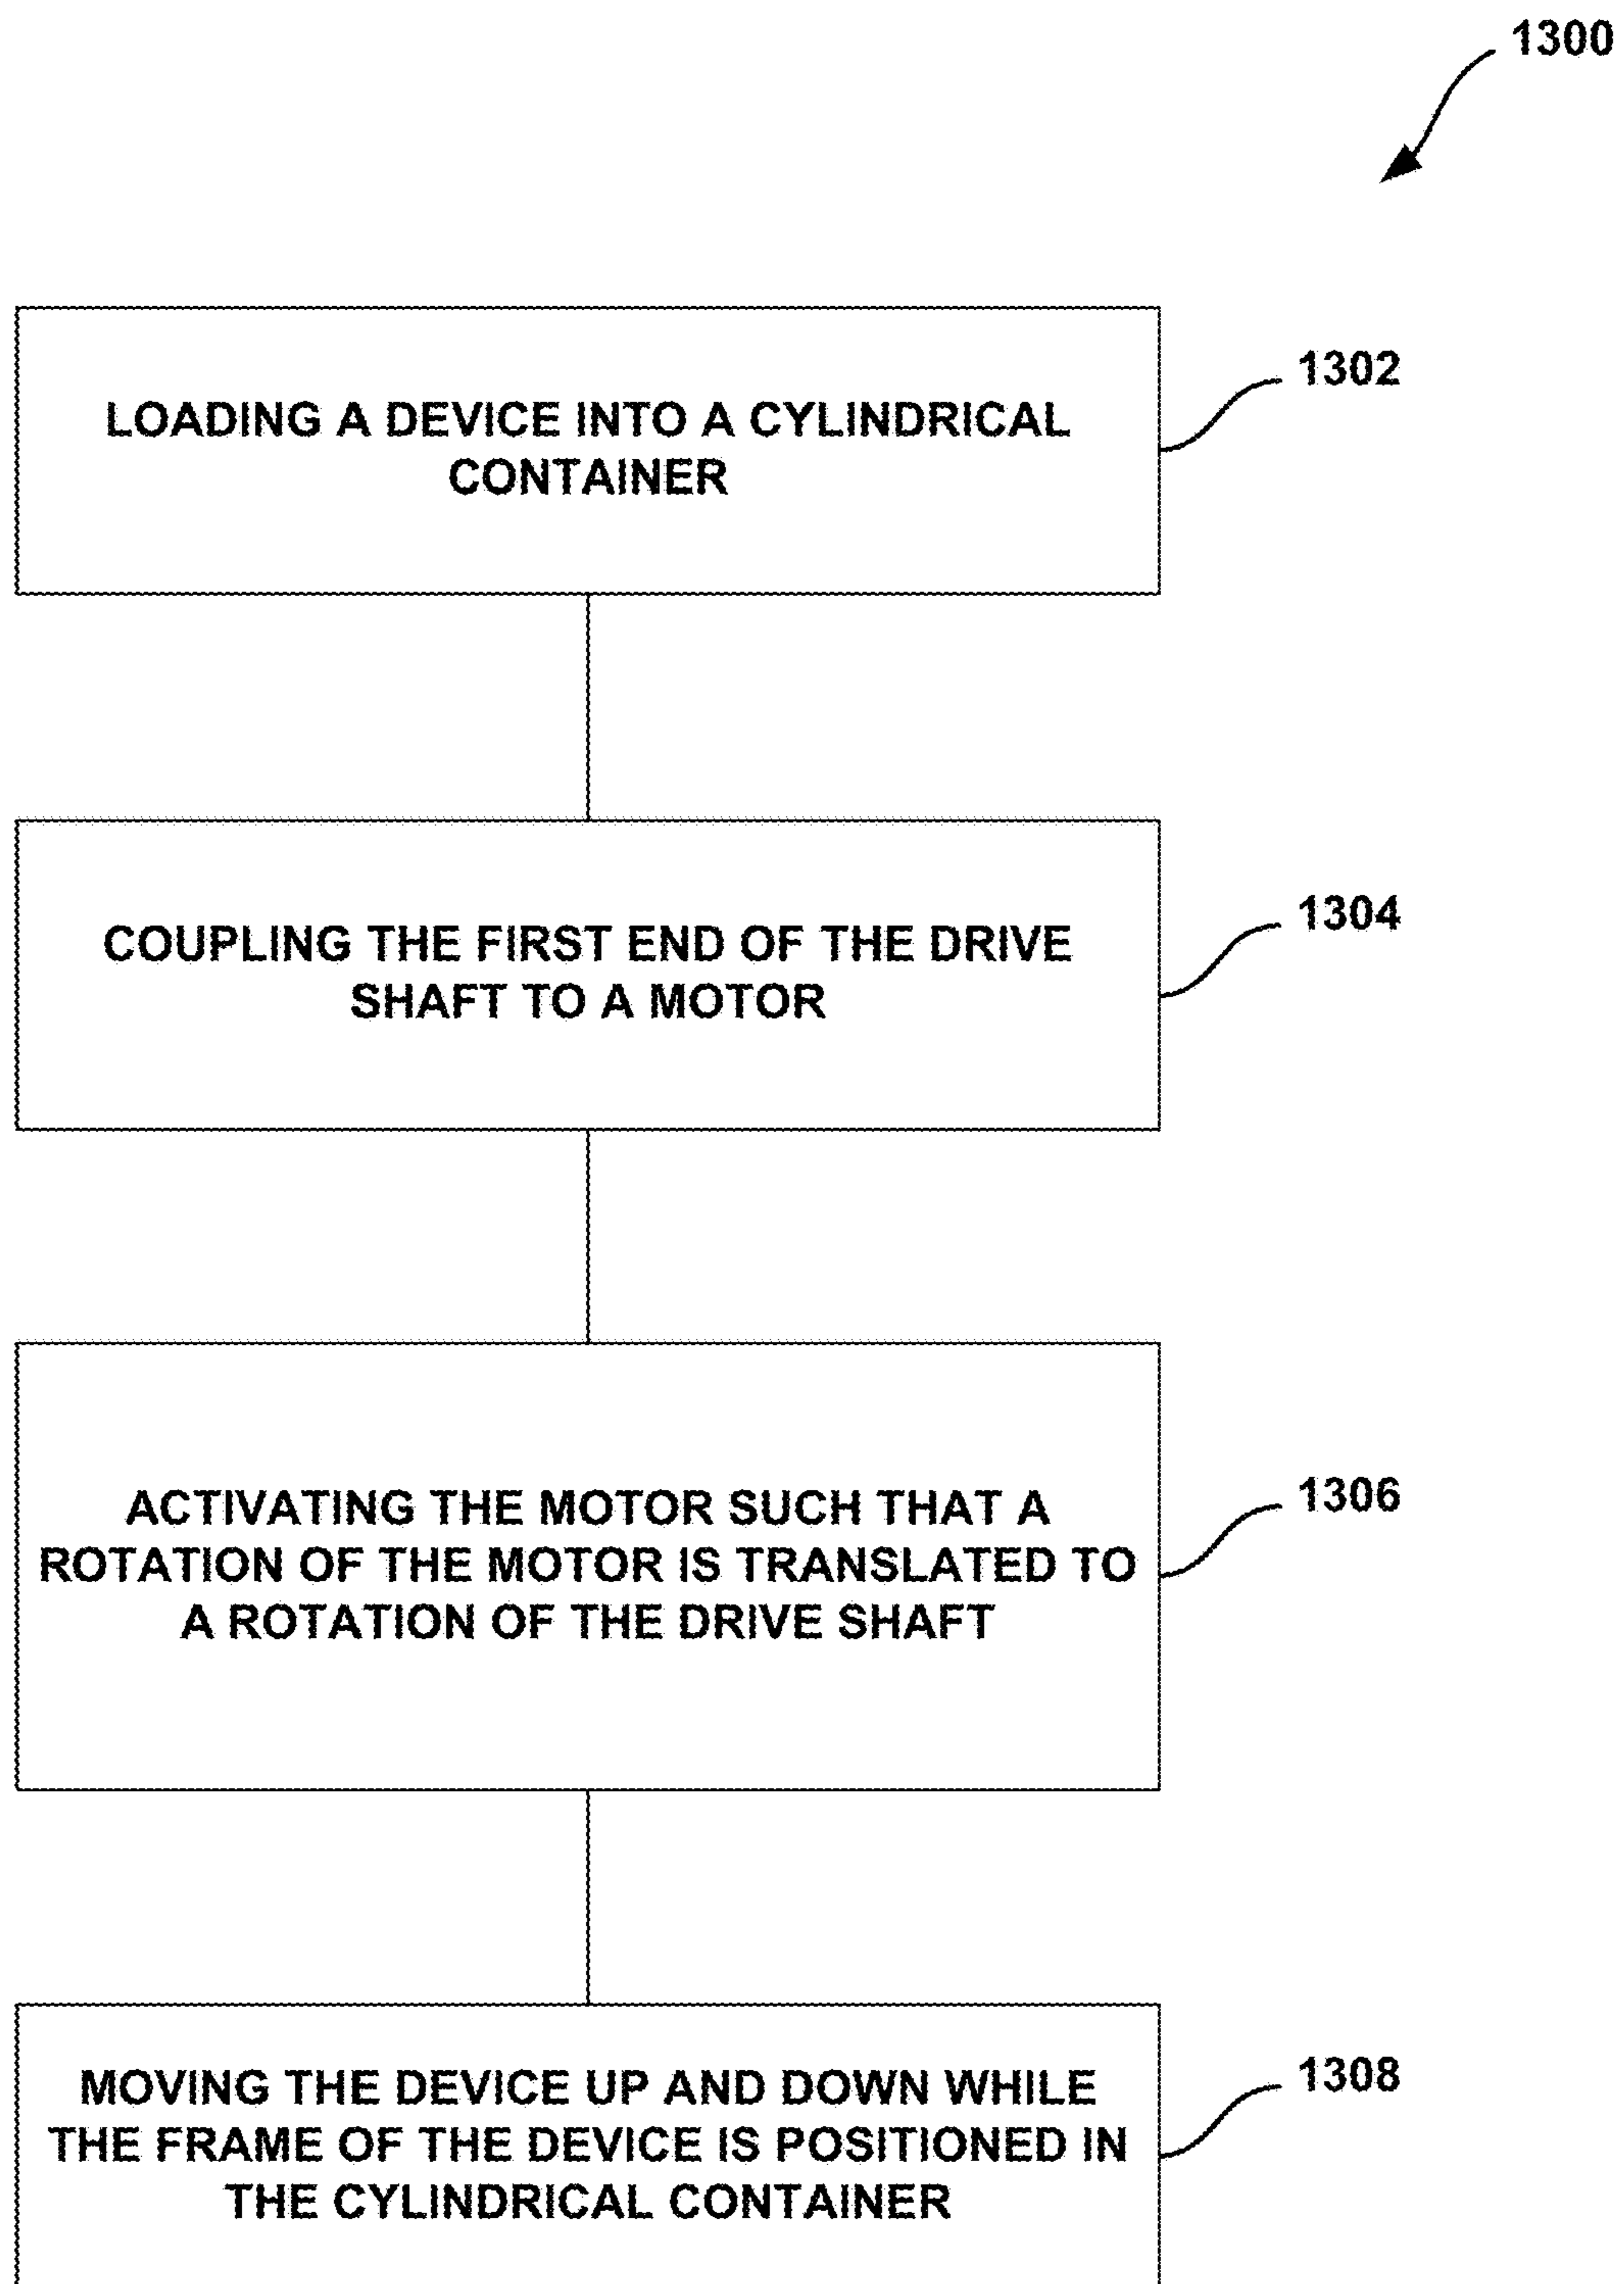 1300
LOADING A DEVICE INTO A CYLINDRICAL
CONTAINER
1302
COUPLING THE FIRST END OF THE DRIVE
SHAFT TO A MOTOR
1304
ACTIVATING THE MOTOR SUCH THAT A
ROTATION OF THE MOTOR IS TRANSLATED TO
A ROTATION OF THE DRIVE SHAFT
1306
MOVING THE DEVICE UP AND DOWN WHILE
THE FRAME OF THE DEVICE IS POSITIONED IN
THE CYLINDRICAL CONTAINER
1308